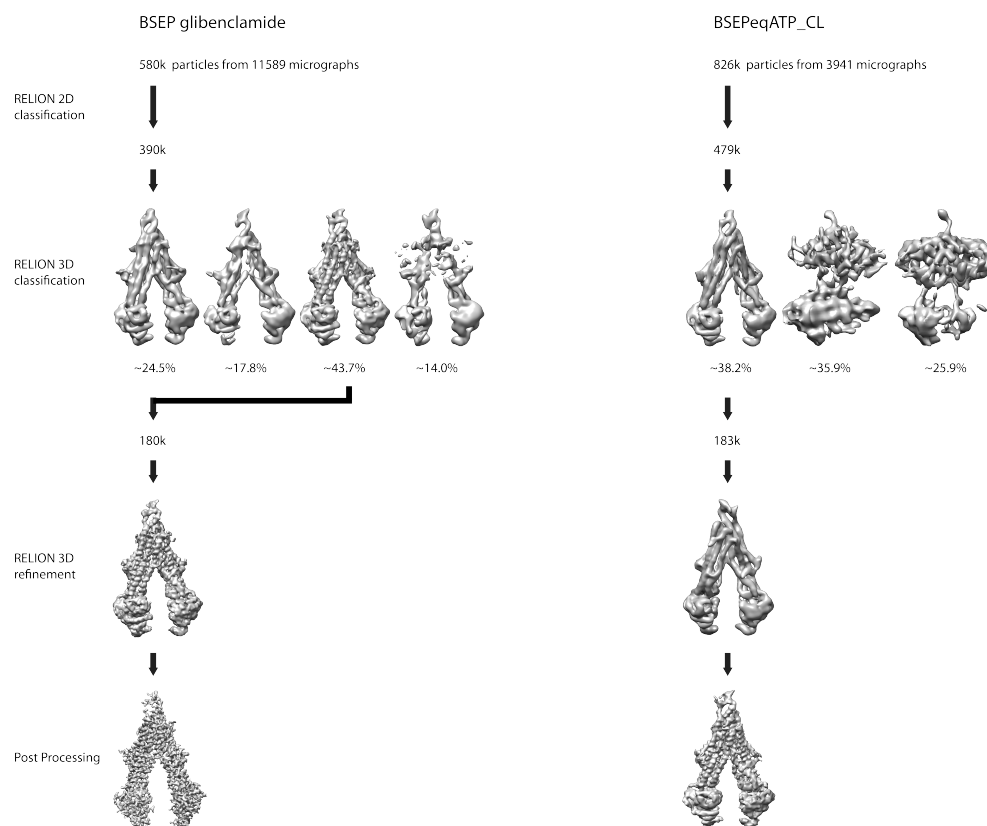 BSEP glibenclamide
BSEPeqATP_CL
580k particles from 11589 micrographs
826k particles from 3941 micrographs
RELION 2D
classification
390k
479k
RELION 3D
classification
~24.5%
~17.8%
~43.7%
~14.0%
~38.2%
~35.9%
~25.9%
180k
183k
RELION 3D
refinement
Post Processing